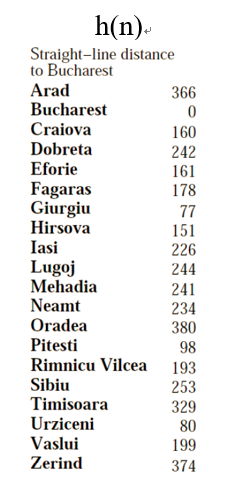 h(n)↵
Straight–line distance
to Bucharest
Arad 366
Bucharest 0
Craiova 160
Dobreta 242
Eforie 161
Fagaras 178
Giurgiu 77
Hirsova 151
Iasi 226
Lugoj 244
Mehadia 241
Neamt 234
Oradea 380
Pitesti 98
Rimnicu Vilcea 193
Sibiu 253
Timisoara 329
Urziceni 80
Vaslui 199
Zerind 374